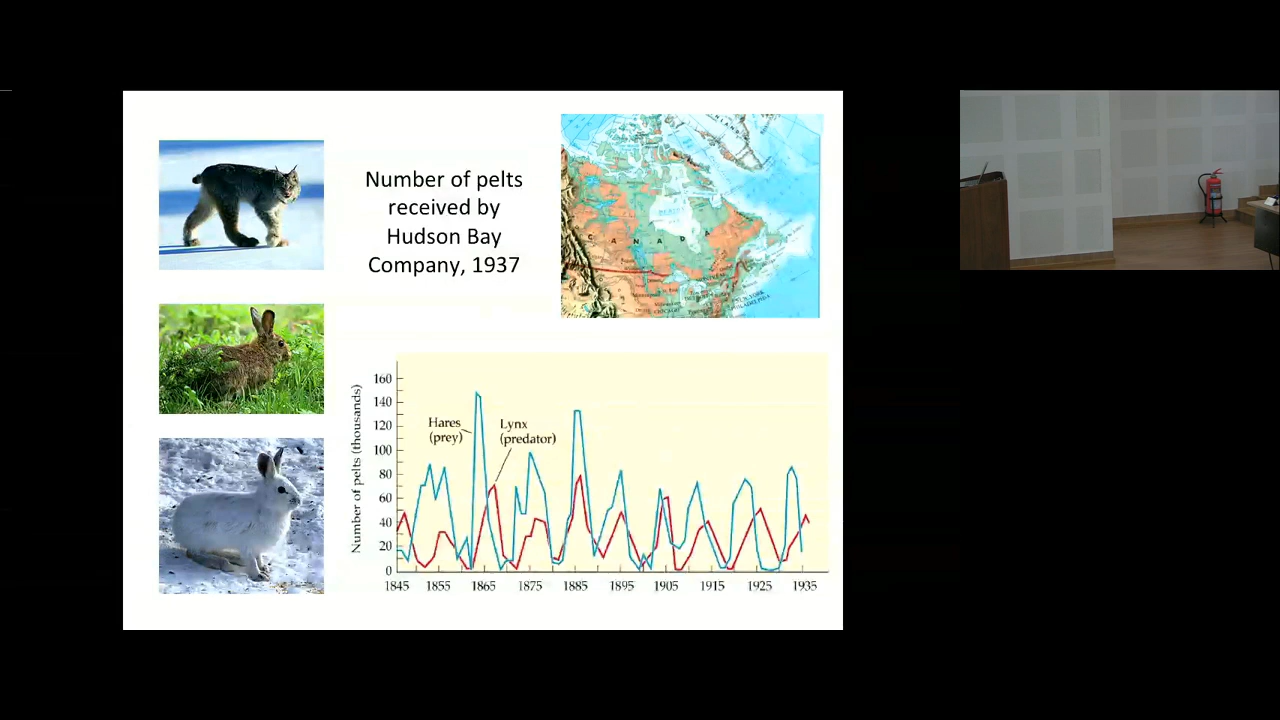 Number of pelts
received by
Hudson Bay
Company, 1937
C A N A D A
Number of pelts (thousands)
160
140
120
100
80
60
40
20
0
Hares
(prey)
Lynx
(predator)
1845 1855 1865 1875 1885 1895 1905 1915 1925 1935